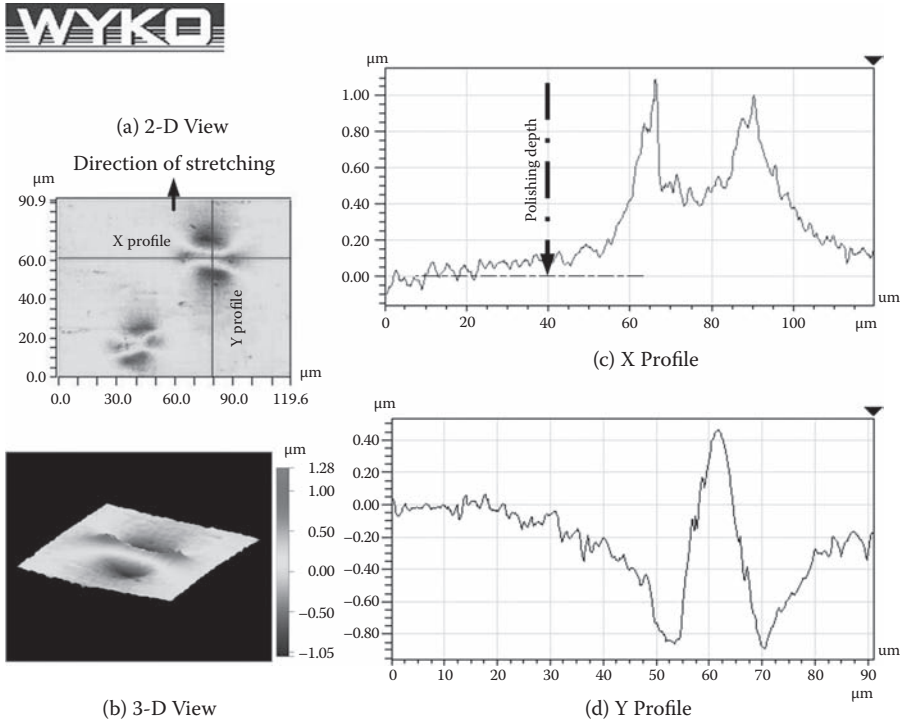 WYKO
(a) 2-D View
Direction of stretching
µm
90.9
60.0
40.0
20.0
0.0
X profile
Y profile
µm
0.0 30.0 60.0 90.0 119.6
µm
1.28
1.00
0.50
0.00
−0.50
−1.05
(b) 3-D View
µm
1.00
0.80
0.60
0.40
0.20
0.00
Polishing depth
um
0 20 40 60 80 100
µm
(c) X Profile
µm
0.40
0.20
0.00
−0.20
−0.40
−0.60
−0.80
um
0 10 20 30 40 50 60 70 80 90
µm
(d) Y Profile